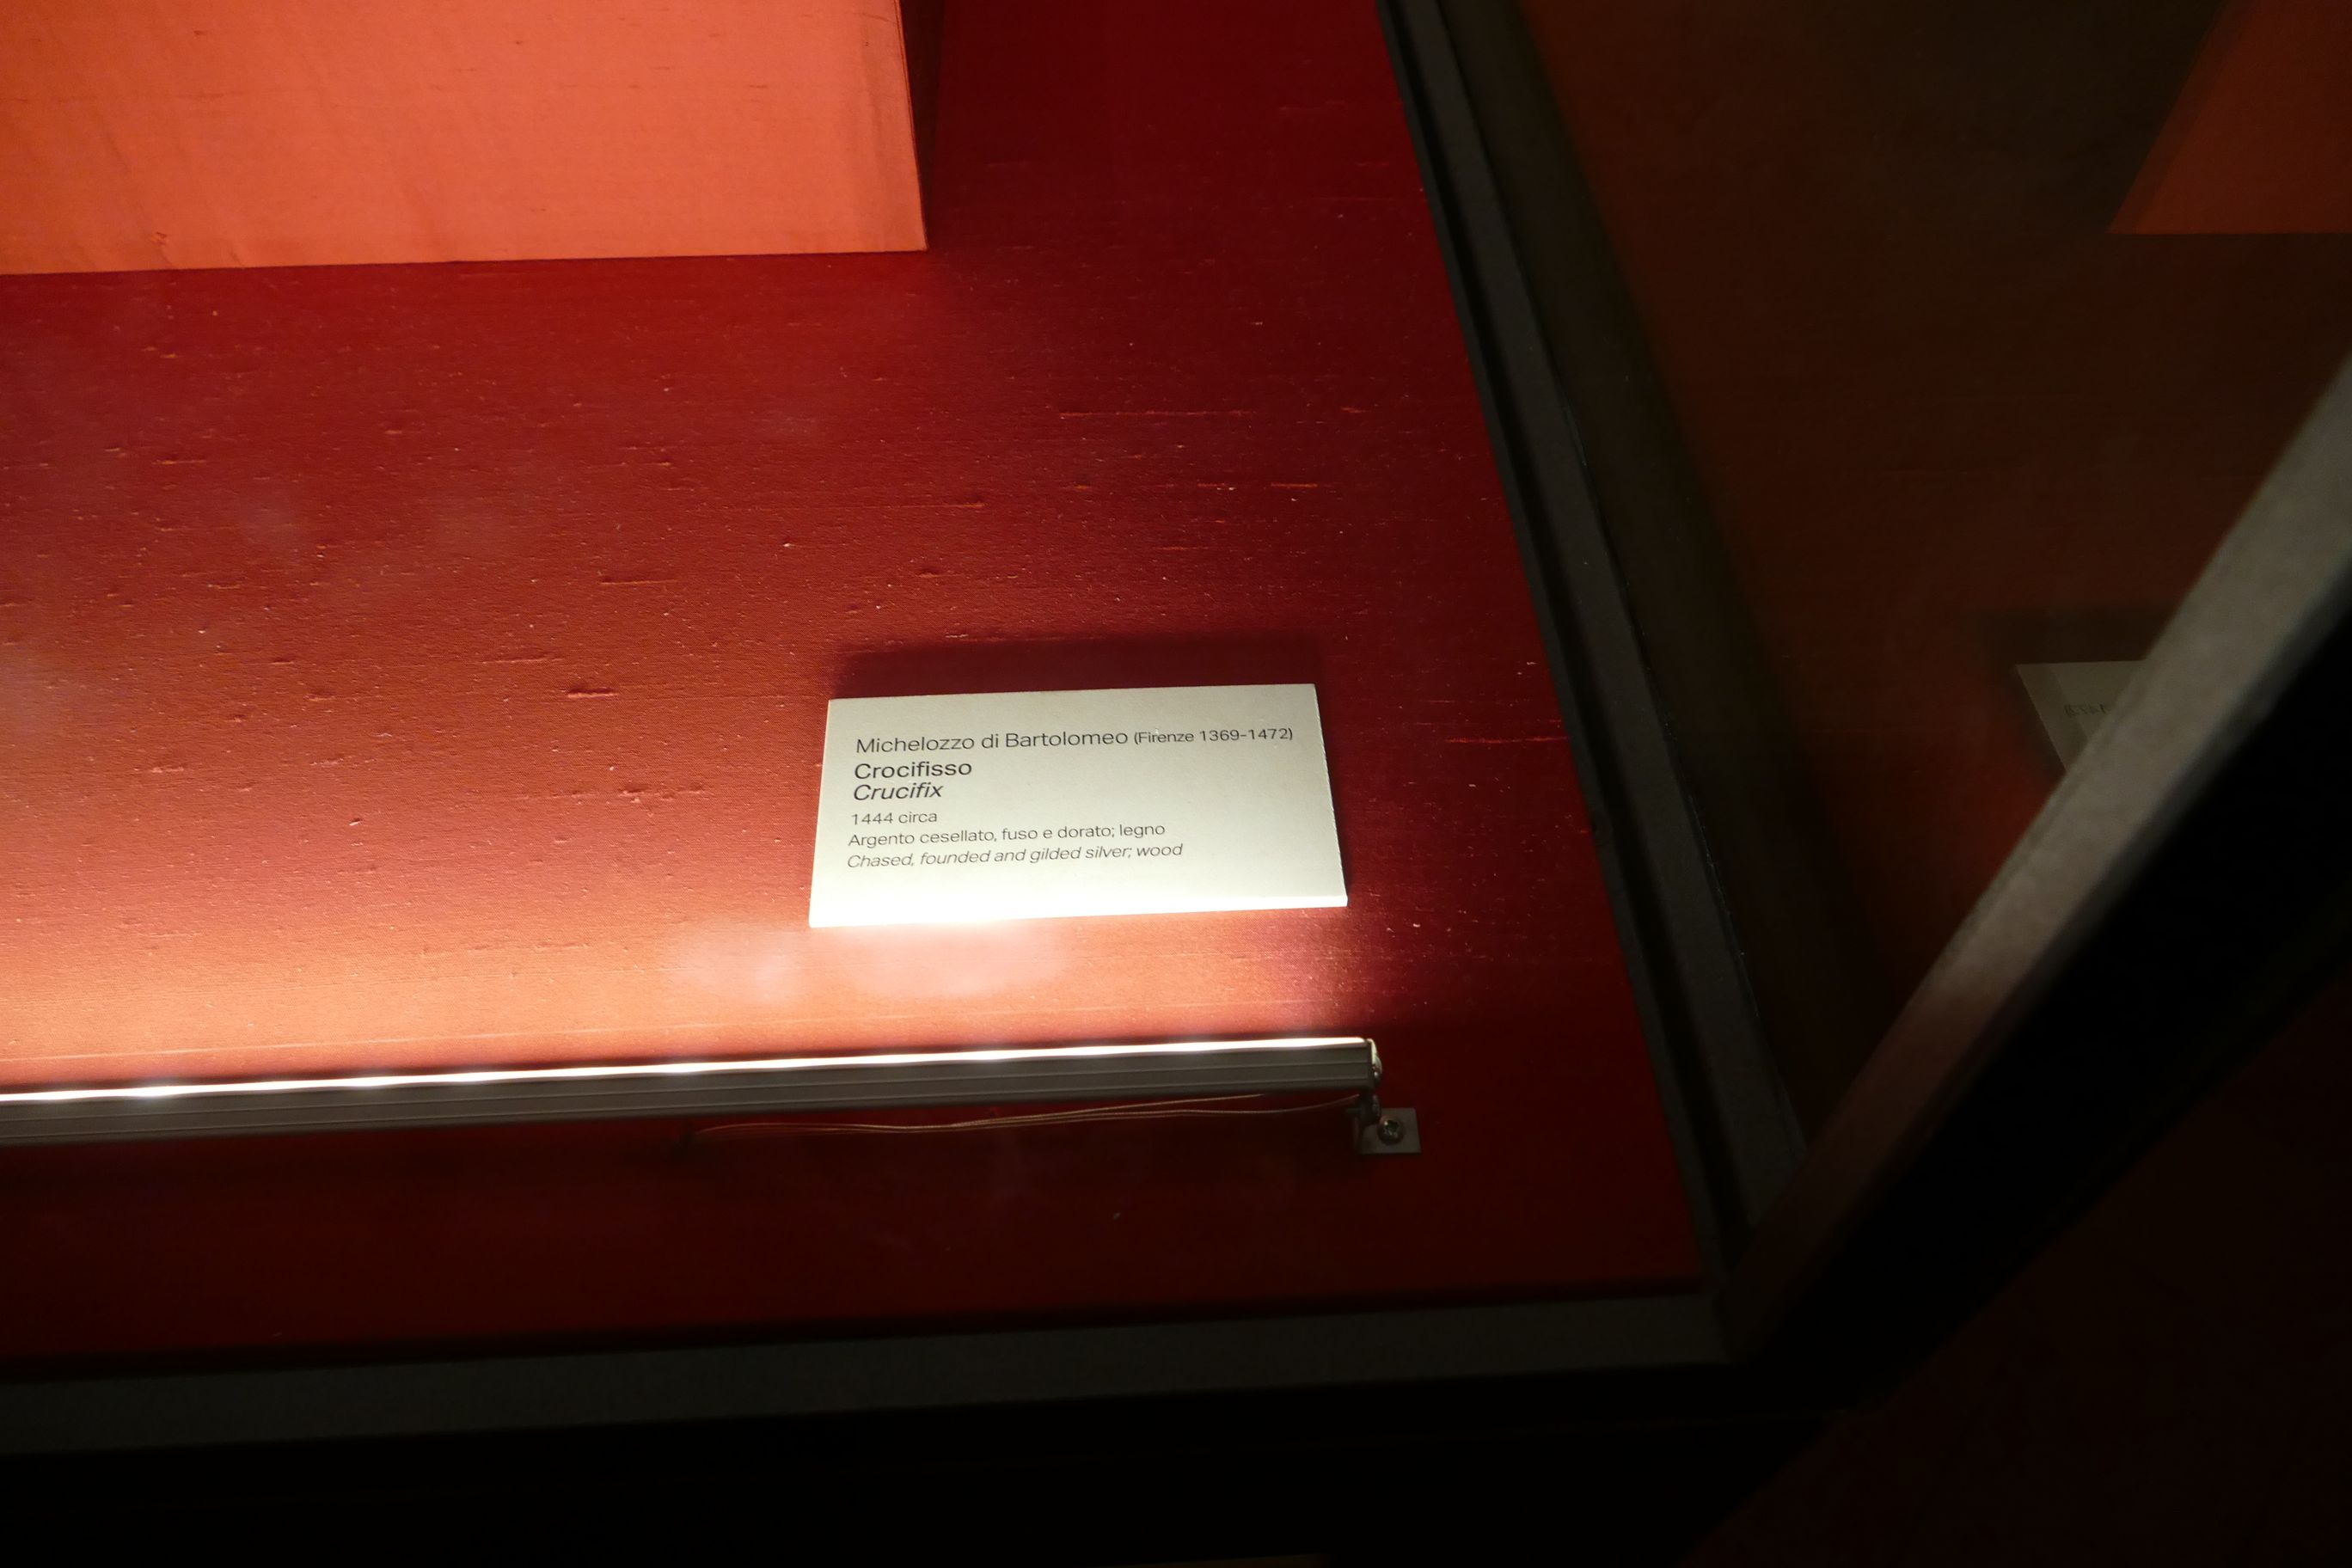 Michelozzo di Bartolomeo (Firenze 1369-1472)
Crocifisso
Crucifix
1444 circa
Argento cesellato, fuso e dorato; legno
Chased, founded and gilded silver; wood